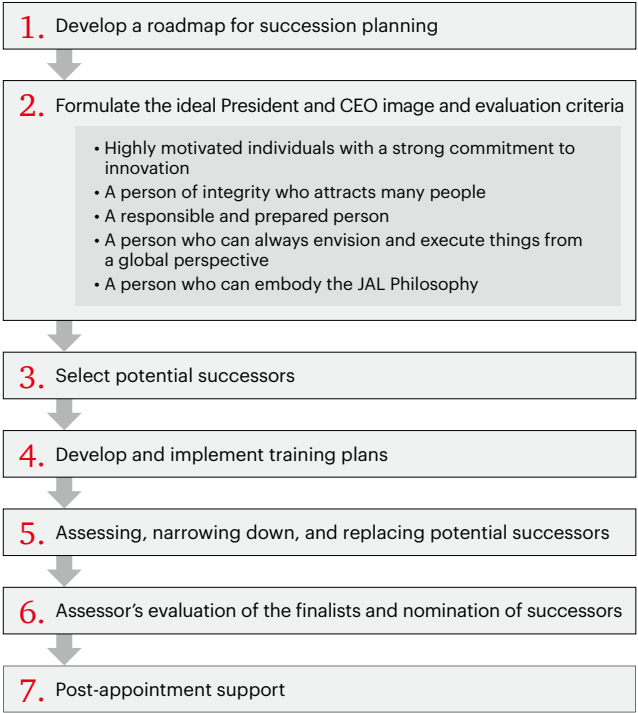 1. Develop a roadmap for succession planning
2. Formulate the ideal President and CEO image and evaluation criteria
• Highly motivated individuals with a strong commitment to
innovation
• A person of integrity who attracts many people
• A responsible and prepared person
• A person who can always envision and execute things from
a global perspective
• A person who can embody the JAL Philosophy
3. Select potential successors
4. Develop and implement training plans
5. Assessing, narrowing down, and replacing potential successors
6. Assessor’s evaluation of the finalists and nomination of successors
7. Post-appointment support